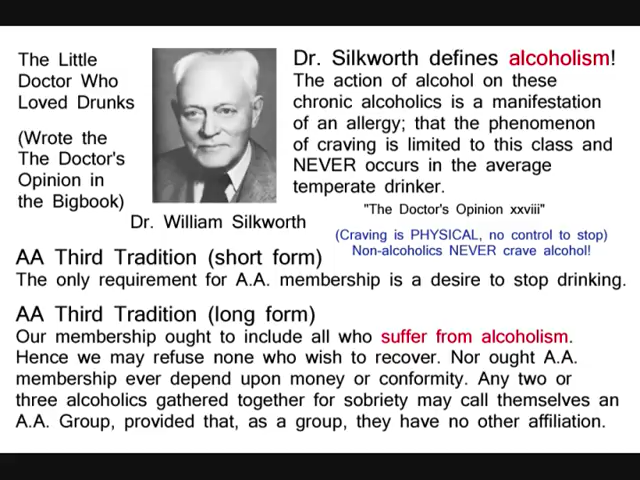 The Little
Doctor Who
Loved Drunks
(Wrote the
The Doctor's
Opinion in
the Bigbook)
Dr. William Silkworth
Dr. Silkworth defines alcoholism!
The action of alcohol on these
chronic alcoholics is a manifestation
of an allergy; that the phenomenon
of craving is limited to this class and
NEVER occurs in the average
temperate drinker.
"The Doctor's Opinion xxviii"
(Craving is PHYSICAL, no control to stop)
Non-alcoholics NEVER crave alcohol!
AA Third Tradition (short form)
The only requirement for A.A. membership is a desire to stop drinking.
AA Third Tradition (long form)
Our membership ought to include all who suffer from alcoholism.
Hence we may refuse none who wish to recover. Nor ought A.A.
membership ever depend upon money or conformity. Any two or
three alcoholics gathered together for sobriety may call themselves an
A.A. Group, provided that, as a group, they have no other affiliation.